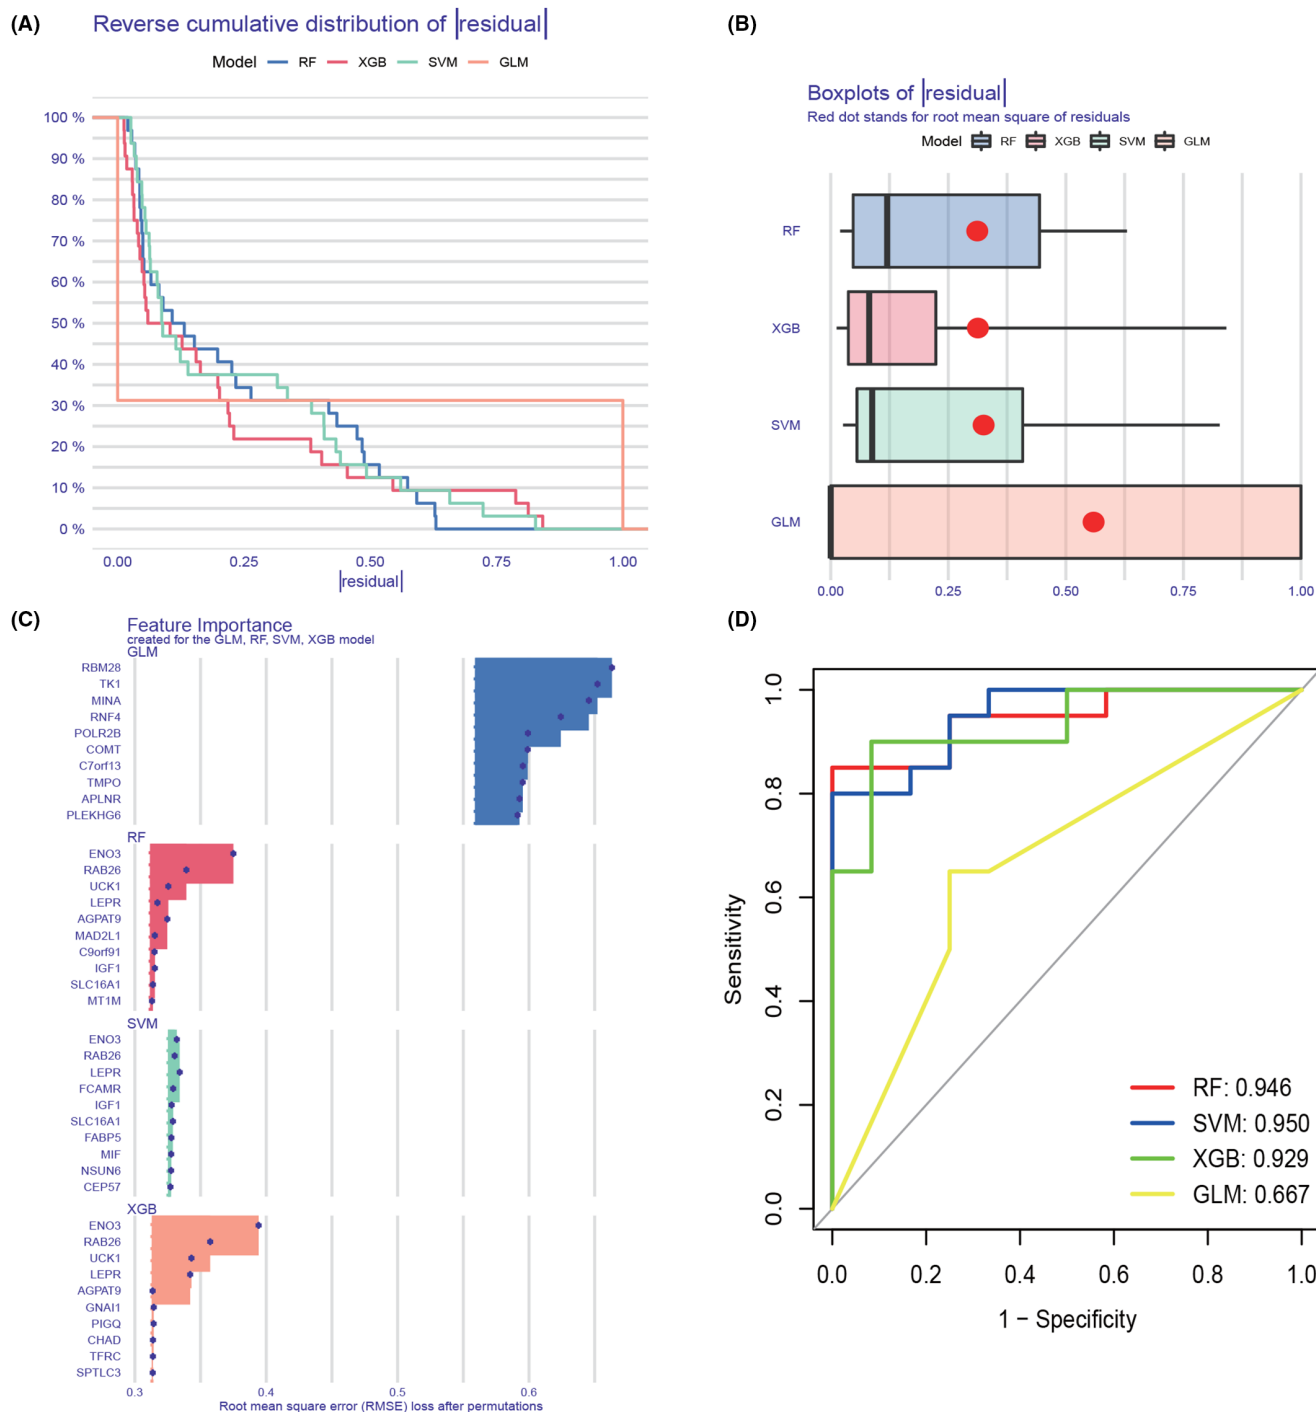 (A)
Reverse cumulative distribution of |residual|
Model RF XGB SVM GLM
100 %
90 %
80 %
70 %
60 %
50 %
40 %
30 %
20 %
10 %
0 %
0.00 0.25 0.50 0.75 1.00
|residual|
(B)
Boxplots of |residual|
Red dot stands for root mean square of residuals
Model RF XGB SVM GLM
RF
XGB
SVM
GLM
0.00 0.25 0.50 0.75 1.00
(C)
Feature Importance
created for the GLM, RF, SVM, XGB model
GLM
RBM28
TK1
MINA
RNF4
POLR2B
COMT
C7orf13
TMPO
APLNR
PLEKHG6
RF
ENO3
RAB26
UCK1
LEPR
AGPAT9
MAD2L1
C9orf91
IGF1
SLC16A1
MT1M
SVM
ENO3
RAB26
LEPR
FCAMR
IGF1
SLC16A1
FABP5
MIF
NSUN6
CEP57
XGB
ENO3
RAB26
UCK1
LEPR
AGPAT9
GNAI1
PIGQ
CHAD
TFRC
SPTLC3
0.3 0.4 0.5 0.6
Root mean square error (RMSE) loss after permutations
(D)
Sensitivity
1.0
0.8
0.6
0.4
0.2
0.0
RF: 0.946
SVM: 0.950
XGB: 0.929
GLM: 0.667
0.0 0.2 0.4 0.6 0.8 1.0
1 − Specificity